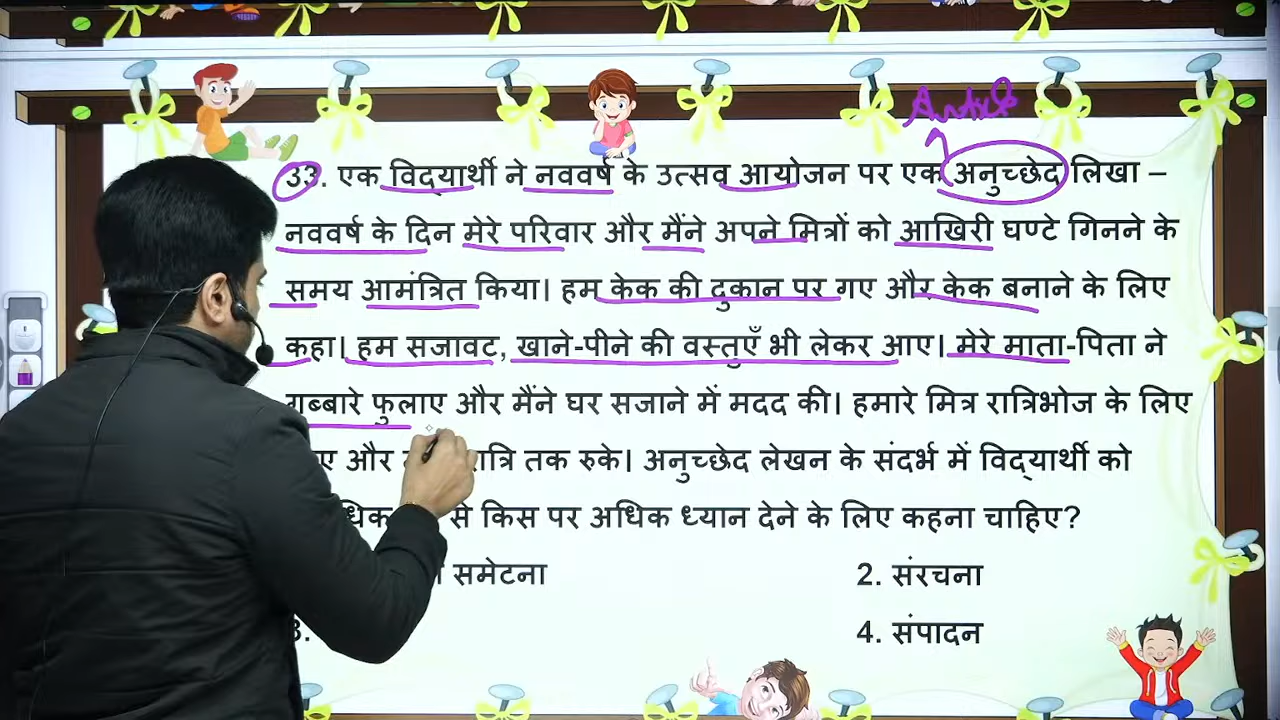 Article
33. एक विद्यार्थी ने नववर्ष के उत्सव आयोजन पर एक अनुच्छेद लिखा –
नववर्ष के दिन मेरे परिवार और मैंने अपने मित्रों को आखिरी घण्टे गिनने के
समय आमंत्रित किया। हम केक की दुकान पर गए और केक बनाने के लिए
कहा। हम सजावट, खाने-पीने की वस्तुएँ भी लेकर आए। मेरे माता-पिता ने
गुब्बारे फुलाए और मैंने घर सजाने में मदद की। हमारे मित्र रात्रिभोज के लिए
और तक रुके। अनुच्छेद लेखन के संदर्भ में विद्यार्थी को
से किस पर अधिक ध्यान देने के लिए कहना चाहिए?
समेटना 2. संरचना
3. 4. संपादन